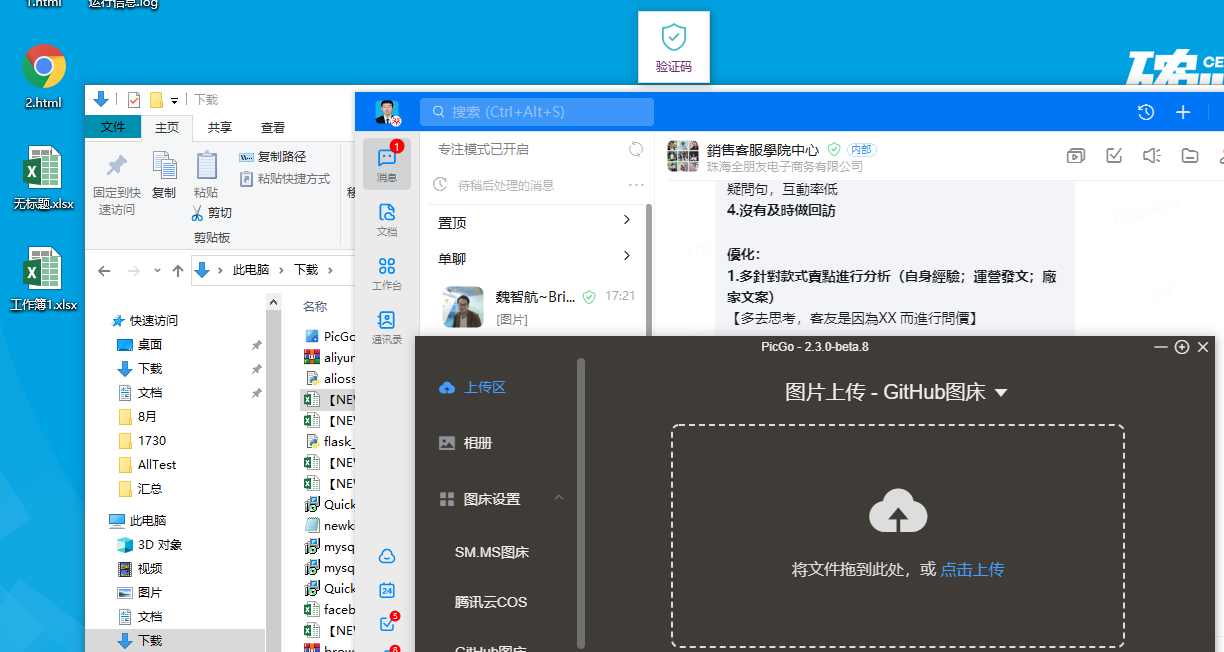 1.html
运行信息.log
2.html
无标题.xlsx
工作簿1.xlsx
验证码
CE
下载
文件
主页
共享
查看
固定到快
速访问
复制
粘贴
复制路径
粘贴快捷方式
剪切
剪贴板
移
此电脑
下载
快速访问
桌面
下载
文档
8月
1730
AllTest
汇总
此电脑
3D 对象
视频
图片
文档
下载
名称
PicGo
aliyun
alioss
【NEW
【NEW
flask_
【NEW
【NEW
Quick
newk
mysq
mysq
Quick
faceb
【NEW
brow
搜索 (Ctrl+Alt+S)
1
消息
文档
工作台
通讯录
24
5
8
专注模式已开启
待稍后处理的消息
置顶
单聊
魏智航~Bri...
17:21
[图片]
銷售客服學院中心
内部
珠海全朋友电子商务有限公司
疑問句，互動率低
4.沒有及時做回訪
優化：
1.多針對款式賣點進行分析（自身經驗；運營發文；廠
家文案）
【多去思考，客友是因為XX 而進行問價】
PicGo - 2.3.0-beta.8
上传区
相册
图床设置
SM.MS图床
腾讯云COS
GitHub图床
图片上传 - GitHub图床
将文件拖到此处，或 点击上传